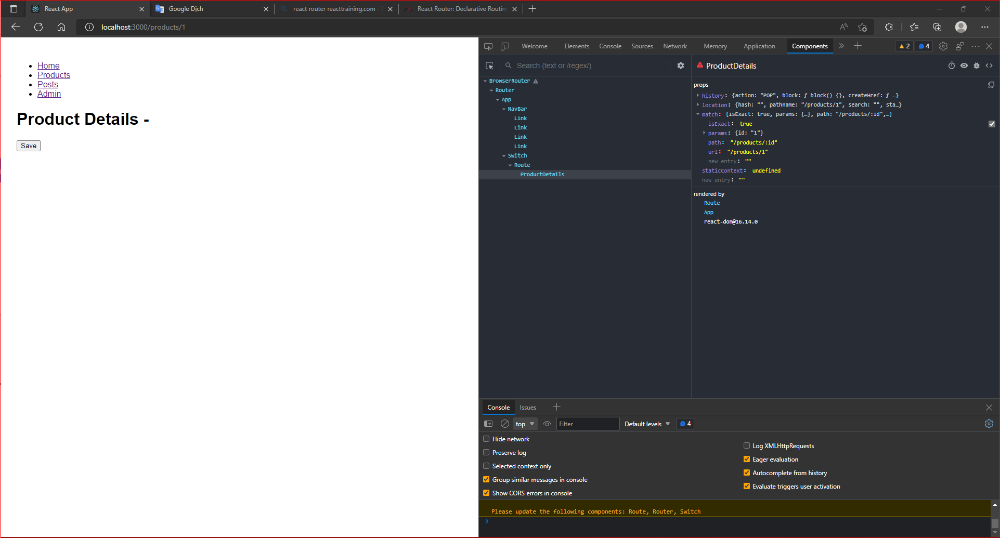 React App
Google Dịch
react router reacttraining.com -
React Router: Declarative Routin
localhost:3000/products/1
Home
Products
Posts
Admin
Product Details -
Save
Welcome Elements Console Sources Network Memory Application Components 2 4
Search (text or /regex/)
BrowserRouter
Router
App
NavBar
Link
Link
Link
Link
Switch
Route
ProductDetails
ProductDetails
props
history: {action: "POP", block: ƒ block() {}, createHref: ƒ …}
location: {hash: "", pathname: "/products/1", search: "", sta…}
match: {isExact: true, params: {…}, path: "/products/:id",…}
isExact: true
params: {id: "1"}
path: "/products/:id"
url: "/products/1"
new entry: ""
staticContext: undefined
new entry: ""
rendered by
Route
App
react-dom@16.14.0
Console Issues
top Filter Default levels 4
Hide network
Preserve log
Selected context only
Group similar messages in console
Show CORS errors in console
Log XMLHttpRequests
Eager evaluation
Autocomplete from history
Evaluate triggers user activation
Please update the following components: Route, Router, Switch